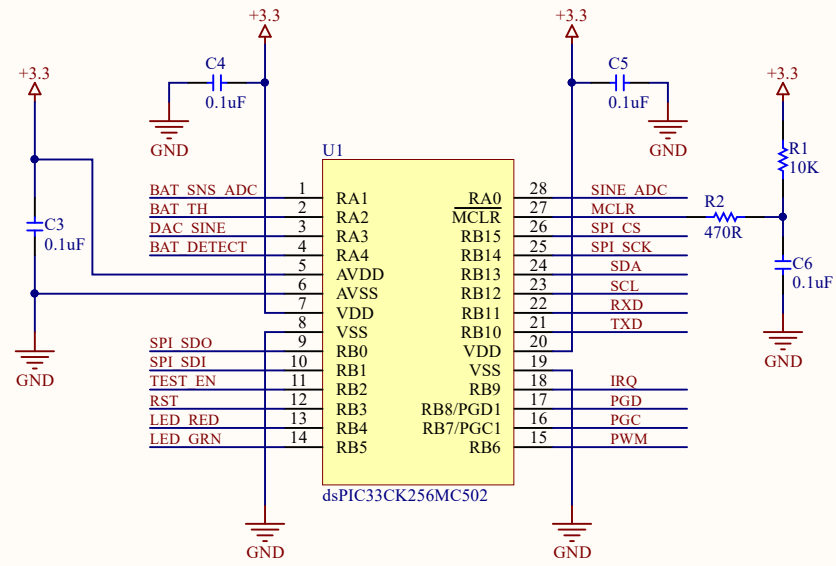 +3.3
+3.3
C4
0.1uF
GND
C5
0.1uF
GND
+3.3
+3.3
C3
0.1uF
GND
R1
10K
R2
470R
C6
0.1uF
GND
U1
BAT_SNS_ADC 1 RA1
BAT_TH 2 RA2
DAC_SINE 3 RA3
BAT_DETECT 4 RA4
5 AVDD
6 AVSS
7 VDD
8 VSS
SPI_SDO 9 RB0
SPI_SDI 10 RB1
TEST_EN 11 RB2
RST 12 RB3
LED_RED 13 RB4
LED_GRN 14 RB5
RA0 28 SINE_ADC
MCLR 27 MCLR
RB15 26 SPI_CS
RB14 25 SPI_SCK
RB13 24 SDA
RB12 23 SCL
RB11 22 RXD
RB10 21 TXD
VDD 20
VSS 19
RB9 18 IRQ
RB8/PGD1 17 PGD
RB7/PGC1 16 PGC
RB6 15 PWM
dsPIC33CK256MC502
GND
GND